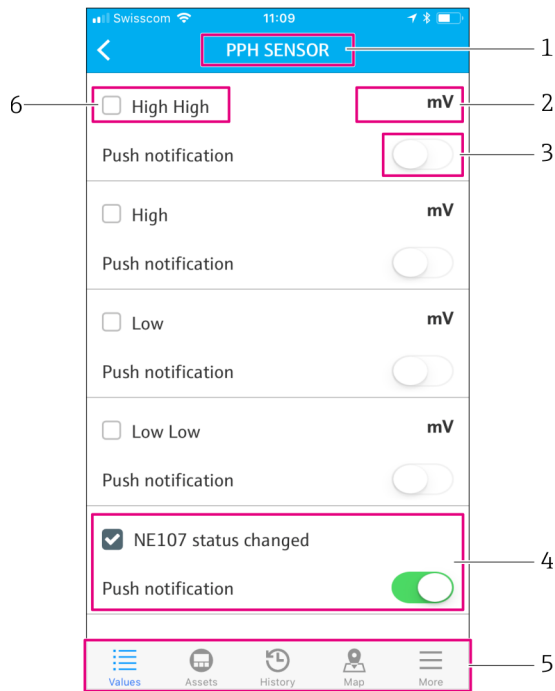 Swisscom 11:09
PPH SENSOR
1
6
High High mV
2
Push notification
3
High mV
Push notification
Low mV
Push notification
Low Low mV
Push notification
NE107 status changed
4
Push notification
Values Assets History Map More
5